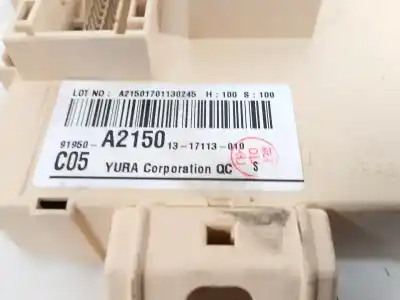 LOT NO : A21501701130245 H : 100 S : 100
91950- A2150 13-17113-010
C05 YURA Corporation QC S